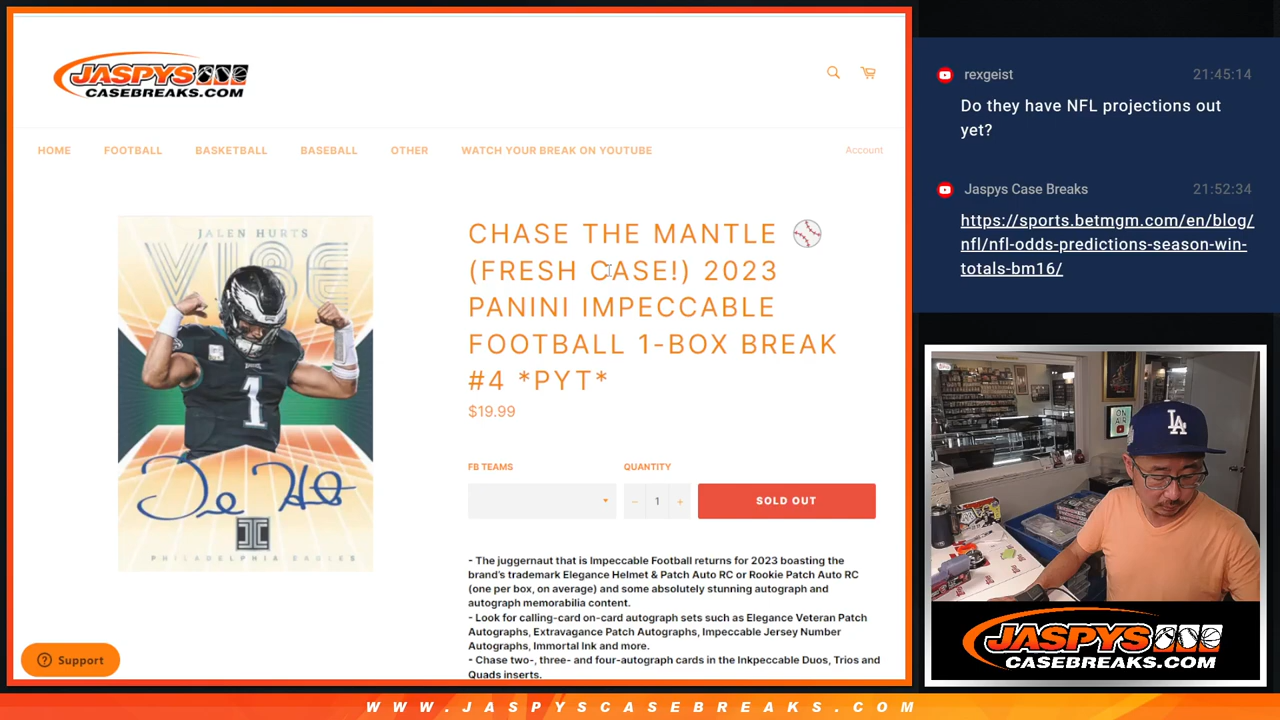 JASPYS
CASEBREAKS.COM
HOME
FOOTBALL
BASKETBALL
BASEBALL
OTHER
WATCH YOUR BREAK ON YOUTUBE
Account
JALEN HURTS
VIBE
1
PHILADELPHIA EAGLES
CHASE THE MANTLE ⚾
(FRESH CASE!) 2023
PANINI IMPECCABLE
FOOTBALL 1-BOX BREAK
#4 *PYT*
$19.99
FB TEAMS
QUANTITY
− 1 +
SOLD OUT
- The juggernaut that is Impeccable Football returns for 2023 boasting the
brand's trademark Elegance Helmet & Patch Auto RC or Rookie Patch Auto RC
(one per box, on average) and some absolutely stunning autograph and
autograph memorabilia content.
- Look for calling-card on-card autograph sets such as Elegance Veteran Patch
Autographs, Extravagance Patch Autographs, Impeccable Jersey Number
Autographs, Immortal Ink and more.
- Chase two-, three- and four-autograph cards in the Inkpeccable Duos, Trios and
Quads inserts.
Support
rexgeist 21:45:14
Do they have NFL projections out
yet?
Jaspys Case Breaks 21:52:34
https://sports.betmgm.com/en/blog/
nfl/nfl-odds-predictions-season-win-
totals-bm16/
ON
AIR
LA
JASPYS
CASEBREAKS.COM
WWW.JASPYSCASEBREAKS.COM